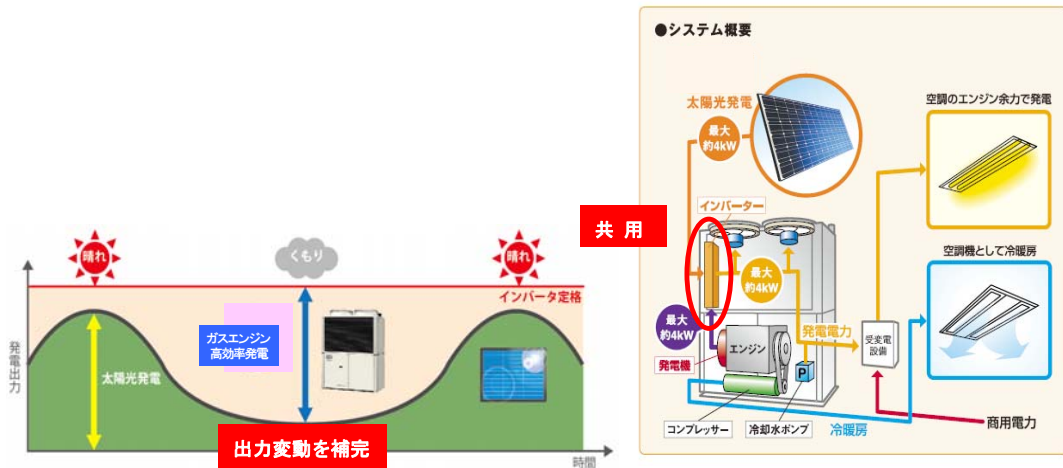 晴れ
くもり
晴れ
インバータ定格
発電出力
太陽光発電
ガスエンジン
高効率発電
出力変動を補完
時間
共 用
●システム概要
太陽光発電
最大
約4kW
インバーター
最大
約4kW
最大
約4kW
発電機
エンジン
P
発電電力
受変電
設備
コンプレッサー
冷却水ポンプ
冷暖房
商用電力
空調のエンジン余力で発電
空調機として冷暖房